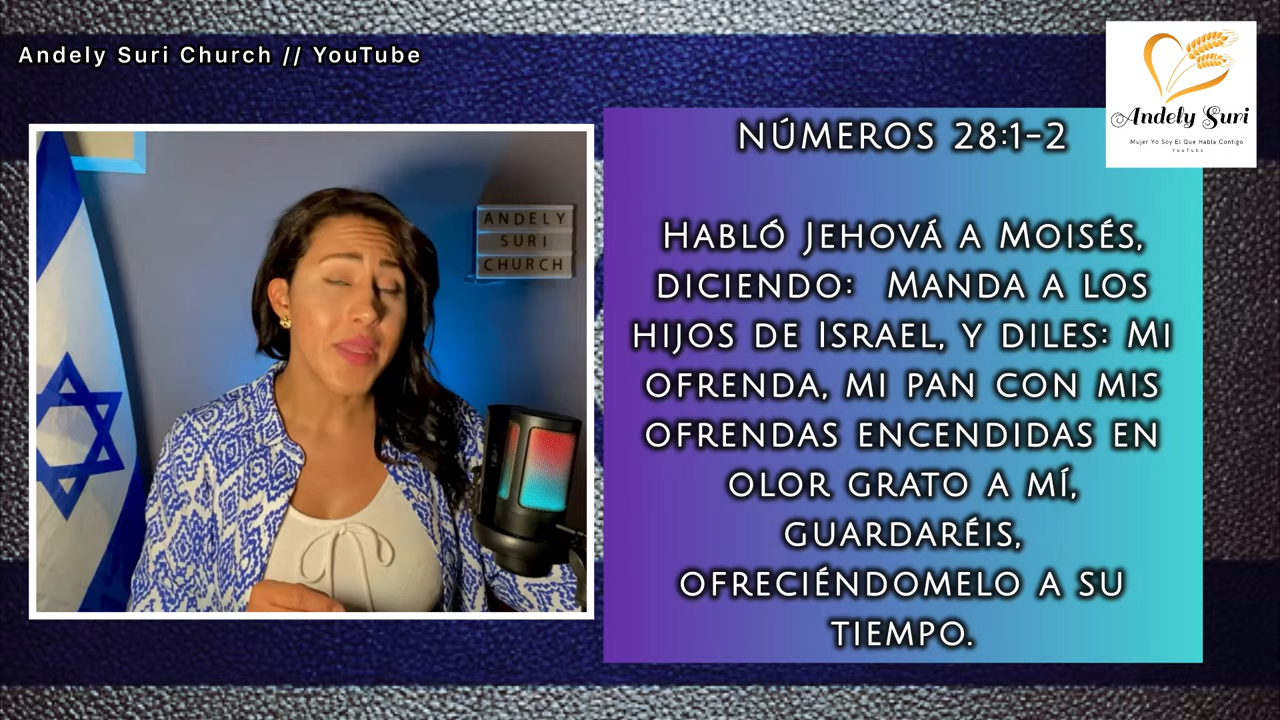 Andely Suri Church // YouTube
Andely Suri
Mujer Yo Soy El Que Habla Contigo
YouTube
ANDELY
SURI
CHURCH
NÚMEROS 28:1-2
Habló Jehová a Moisés,
diciendo: Manda a los
hijos de Israel, y diles: Mi
ofrenda, mi pan con mis
ofrendas encendidas en
olor grato a mí,
guardaréis,
ofreciéndomelo a su
tiempo.